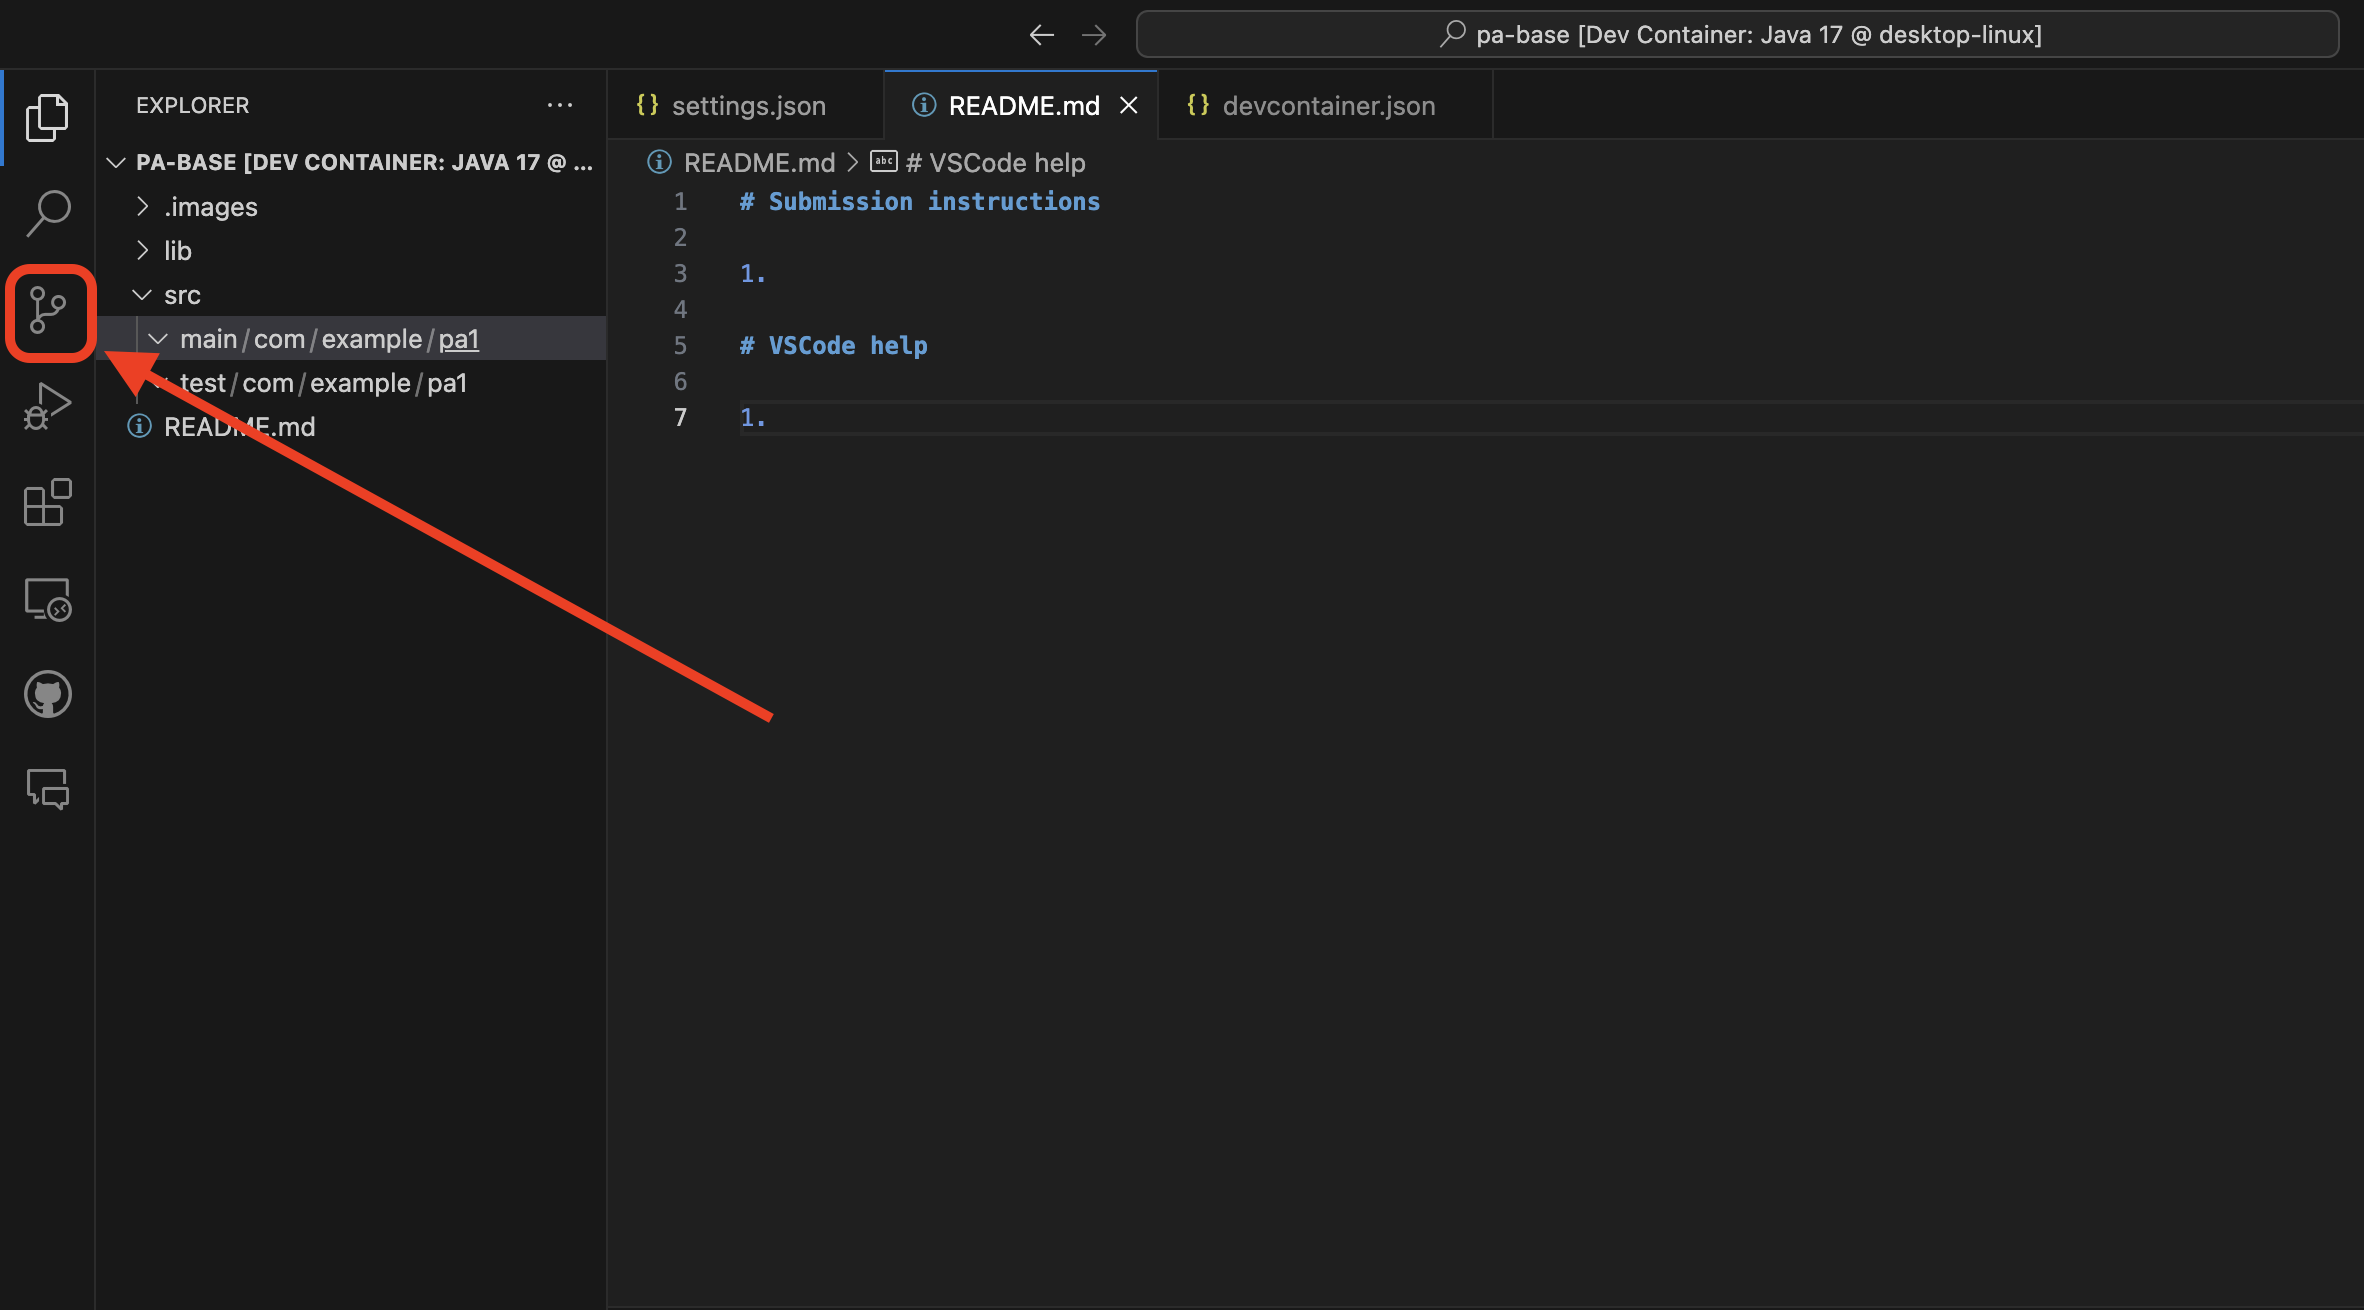 pa-base [Dev Container: Java 17 @ desktop-linux]
EXPLORER
PA-BASE [DEV CONTAINER: JAVA 17 @ ...
.images
lib
src
main/com/example/pa1
test/com/example/pa1
README.md
settings.json
README.md
devcontainer.json
README.md > # VSCode help
1 # Submission instructions
2
3 1.
4
5 # VSCode help
6
7 1.